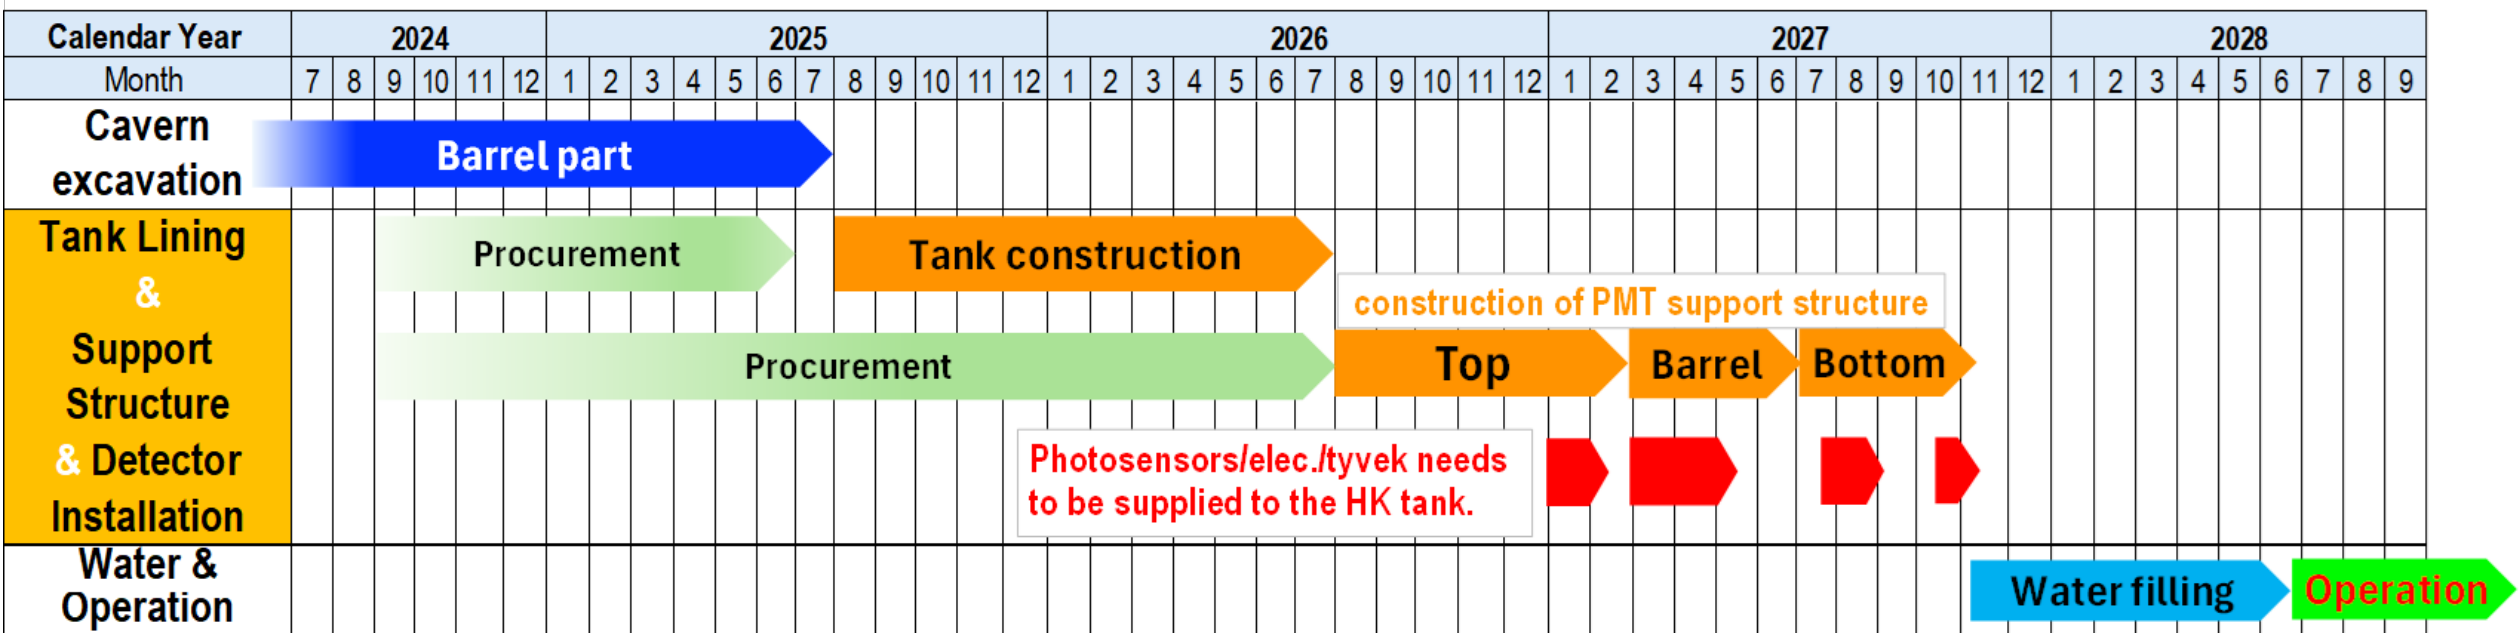 Calendar Year 2024 2025 2026 2027 2028
Month 7 8 9 10 11 12 1 2 3 4 5 6 7 8 9 10 11 12 1 2 3 4 5 6 7 8 9 10 11 12 1 2 3 4 5 6 7 8 9 10 11 12 1 2 3 4 5 6 7 8 9
Cavern
excavation
Barrel part
Tank Lining
&
Support
Structure
& Detector
Installation
Procurement
Tank construction
construction of PMT support structure
Procurement
Top
Barrel
Bottom
Photosensors/elec./tyvek needs
to be supplied to the HK tank.
Water &
Operation
Water filling
Operation